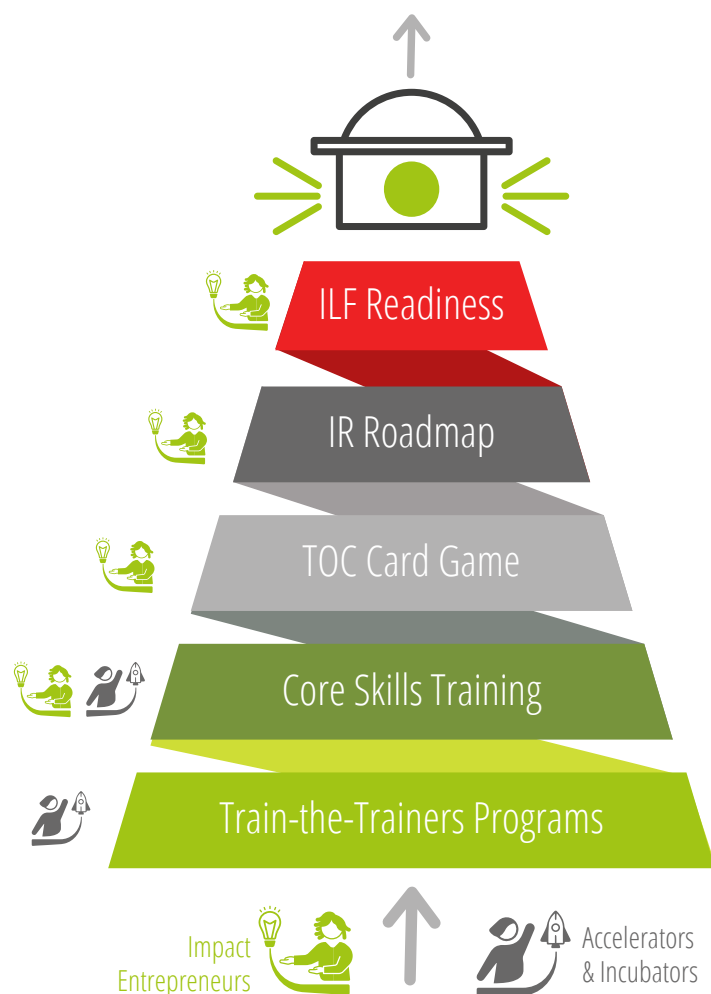 ILF Readiness
IR Roadmap
TOC Card Game
Core Skills Training
Train-the-Trainers Programs
Impact
Entrepreneurs
Accelerators
& Incubators